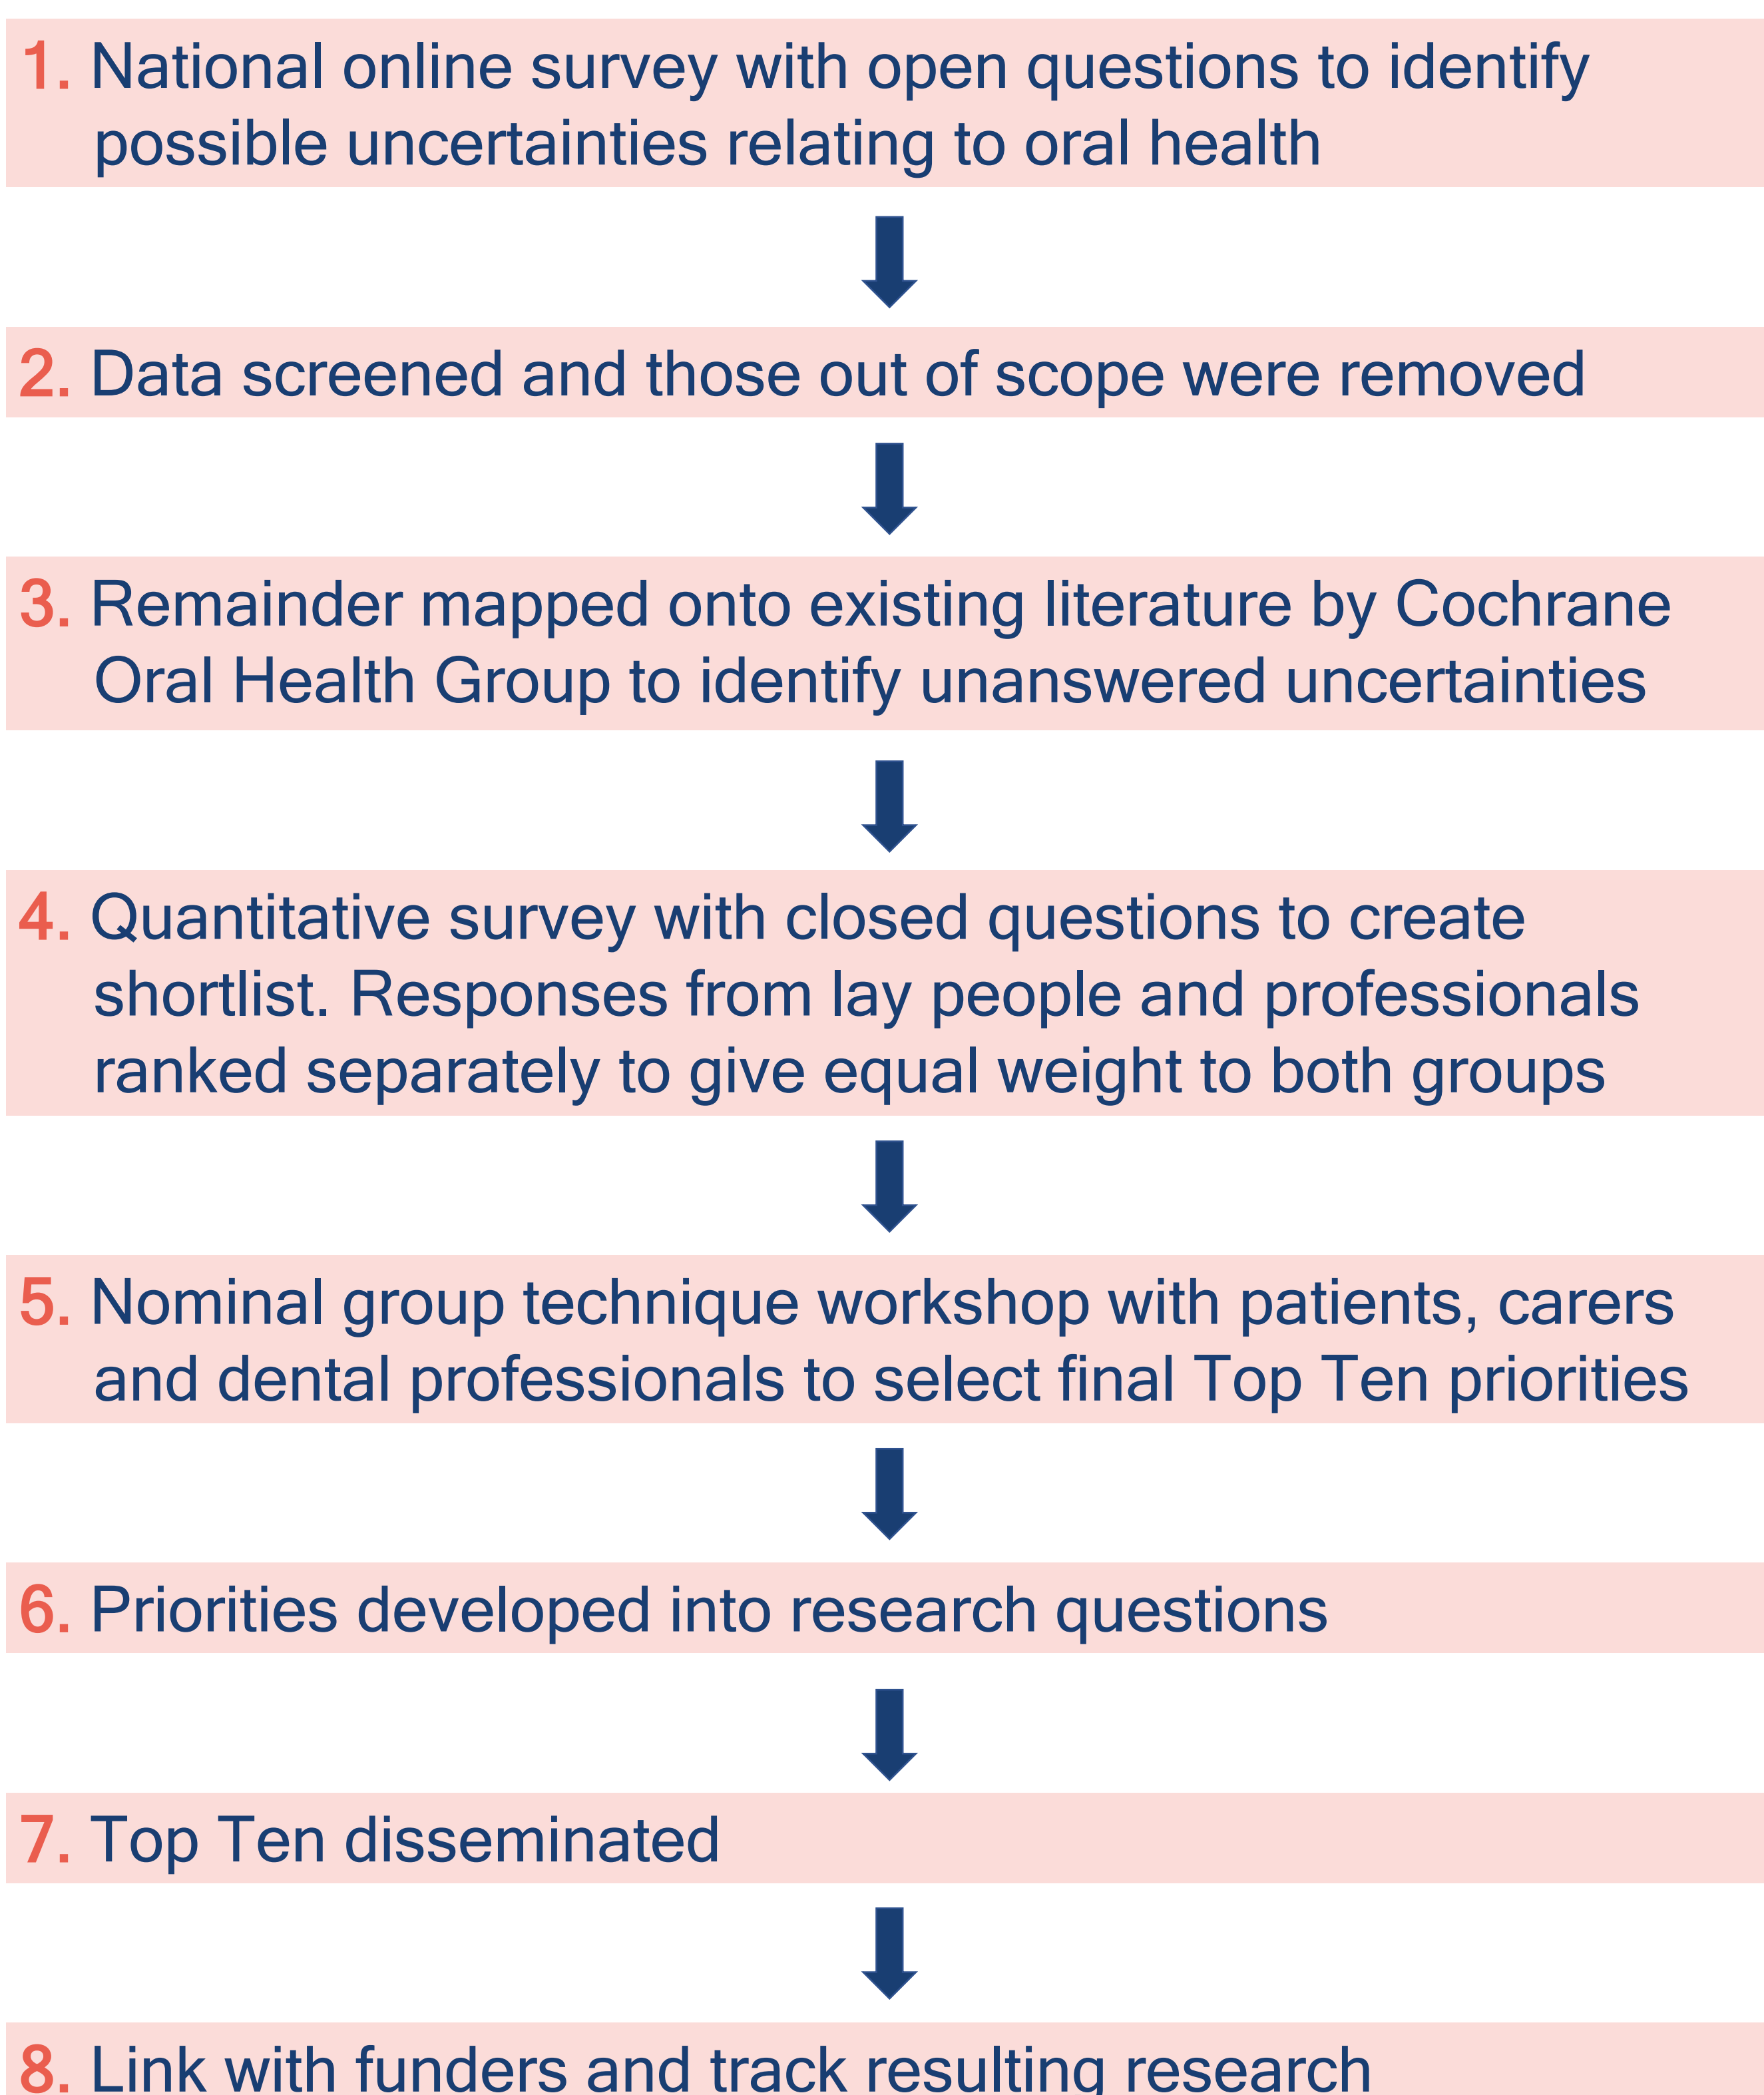 1. National online survey with open questions to identify
possible uncertainties relating to oral health
2. Data screened and those out of scope were removed
3. Remainder mapped onto existing literature by Cochrane
Oral Health Group to identify unanswered uncertainties
4. Quantitative survey with closed questions to create
shortlist. Responses from lay people and professionals
ranked separately to give equal weight to both groups
5. Nominal group technique workshop with patients, carers
and dental professionals to select final Top Ten priorities
6. Priorities developed into research questions
7. Top Ten disseminated
8. Link with funders and track resulting research